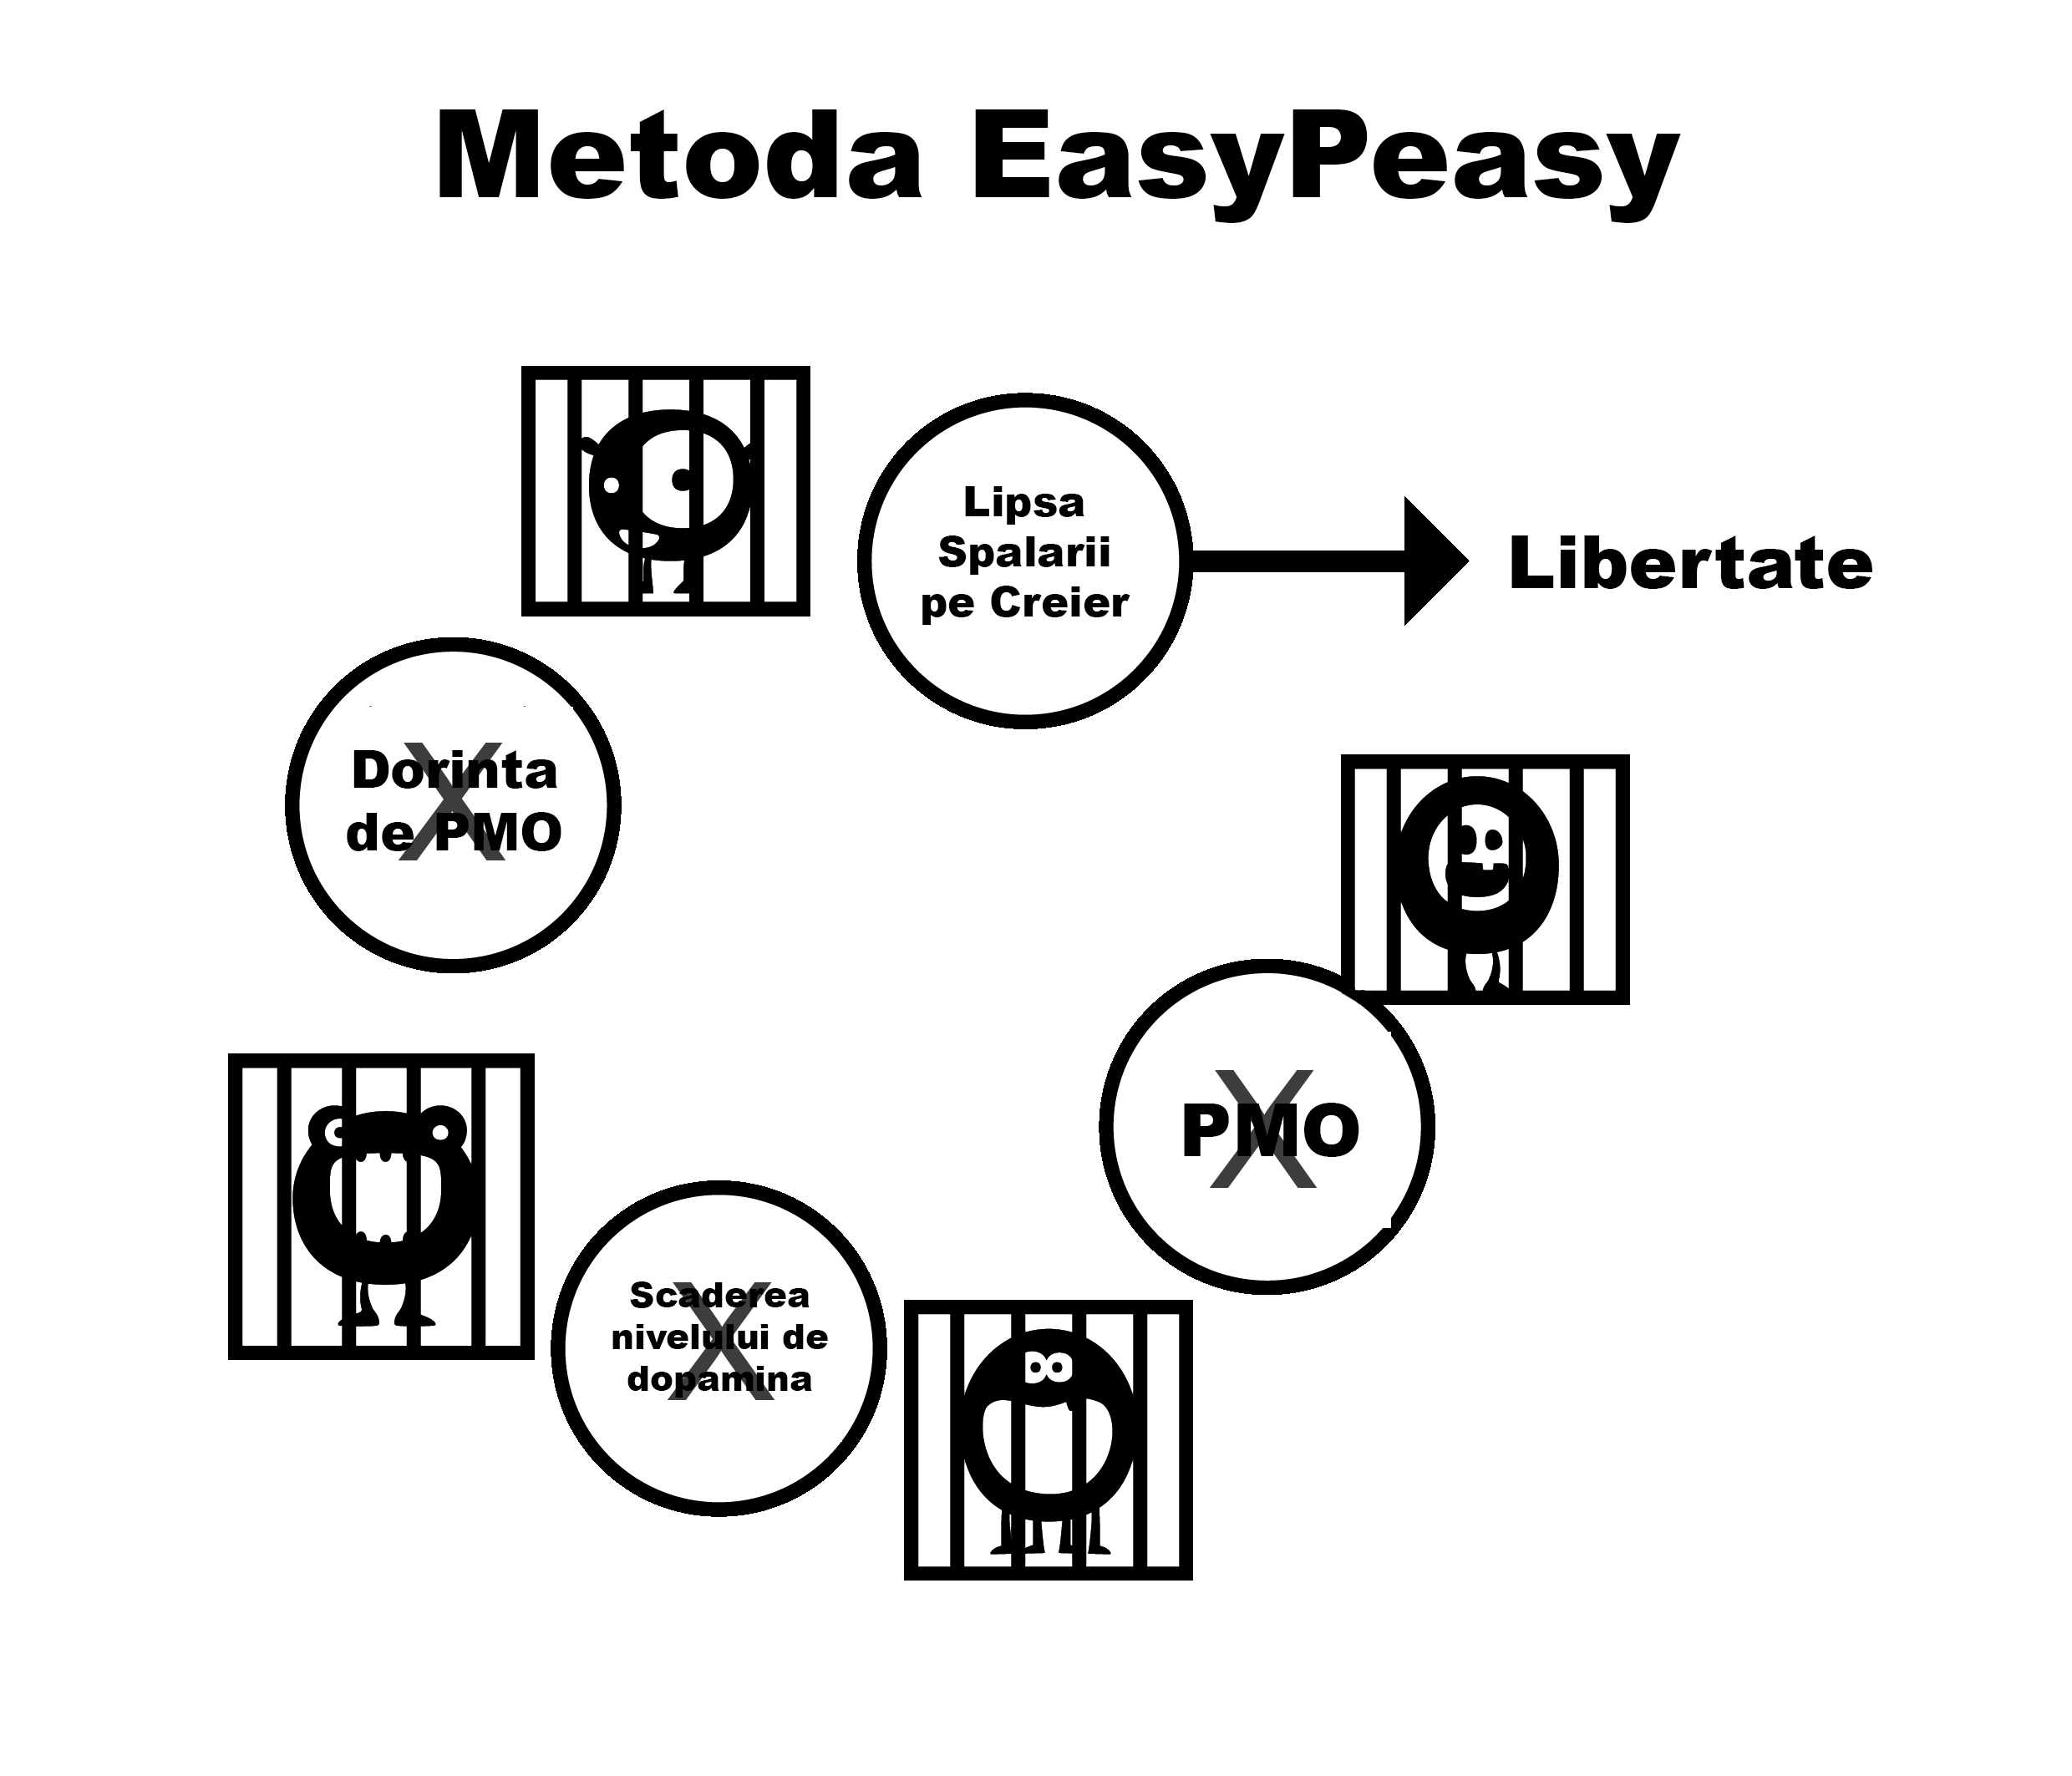 Metoda EasyPeasy
Lipsa
Spalarii
pe Creier
Libertate
Dorinta
de PMO
X
PMO
X
Scaderea
nivelului de
dopamina
X